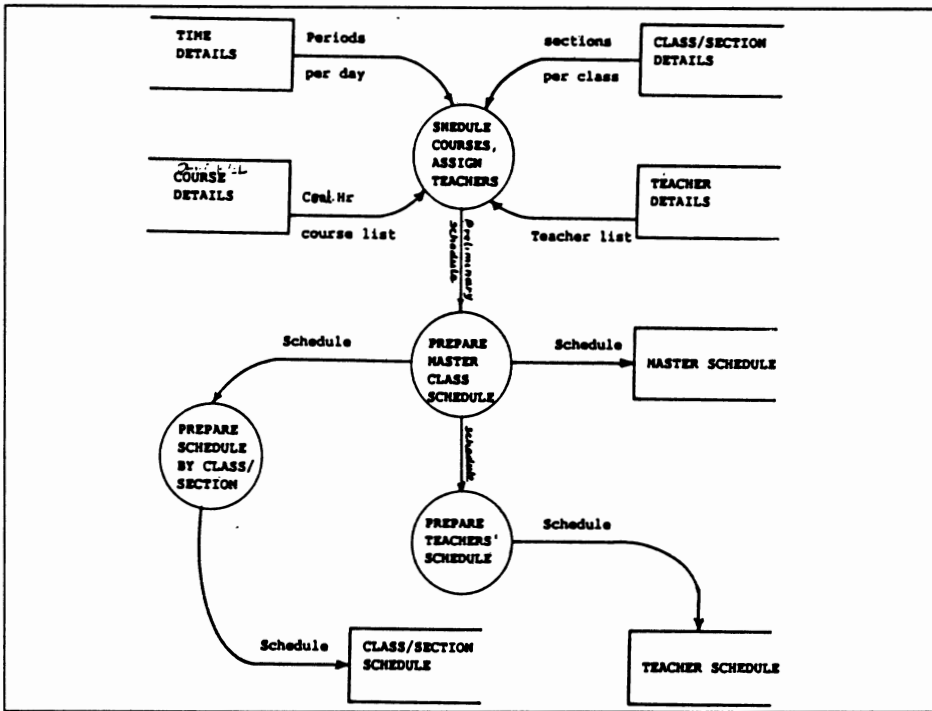 TIME
DETAILS
Periods
per day
sections
per class
CLASS/SECTION
DETAILS
SHEDULE
COURSES,
ASSIGN
TEACHERS
COURSE
DETAILS
Hr
course list
TEACHER
DETAILS
Teacher list
Preliminary
schedule
Schedule
PREPARE
MASTER
CLASS
SCHEDULE
Schedule
MASTER SCHEDULE
PREPARE
SCHEDULE
BY CLASS/
SECTION
Schedule
PREPARE
TEACHERS'
SCHEDULE
Schedule
Schedule
CLASS/SECTION
SCHEDULE
TEACHER SCHEDULE